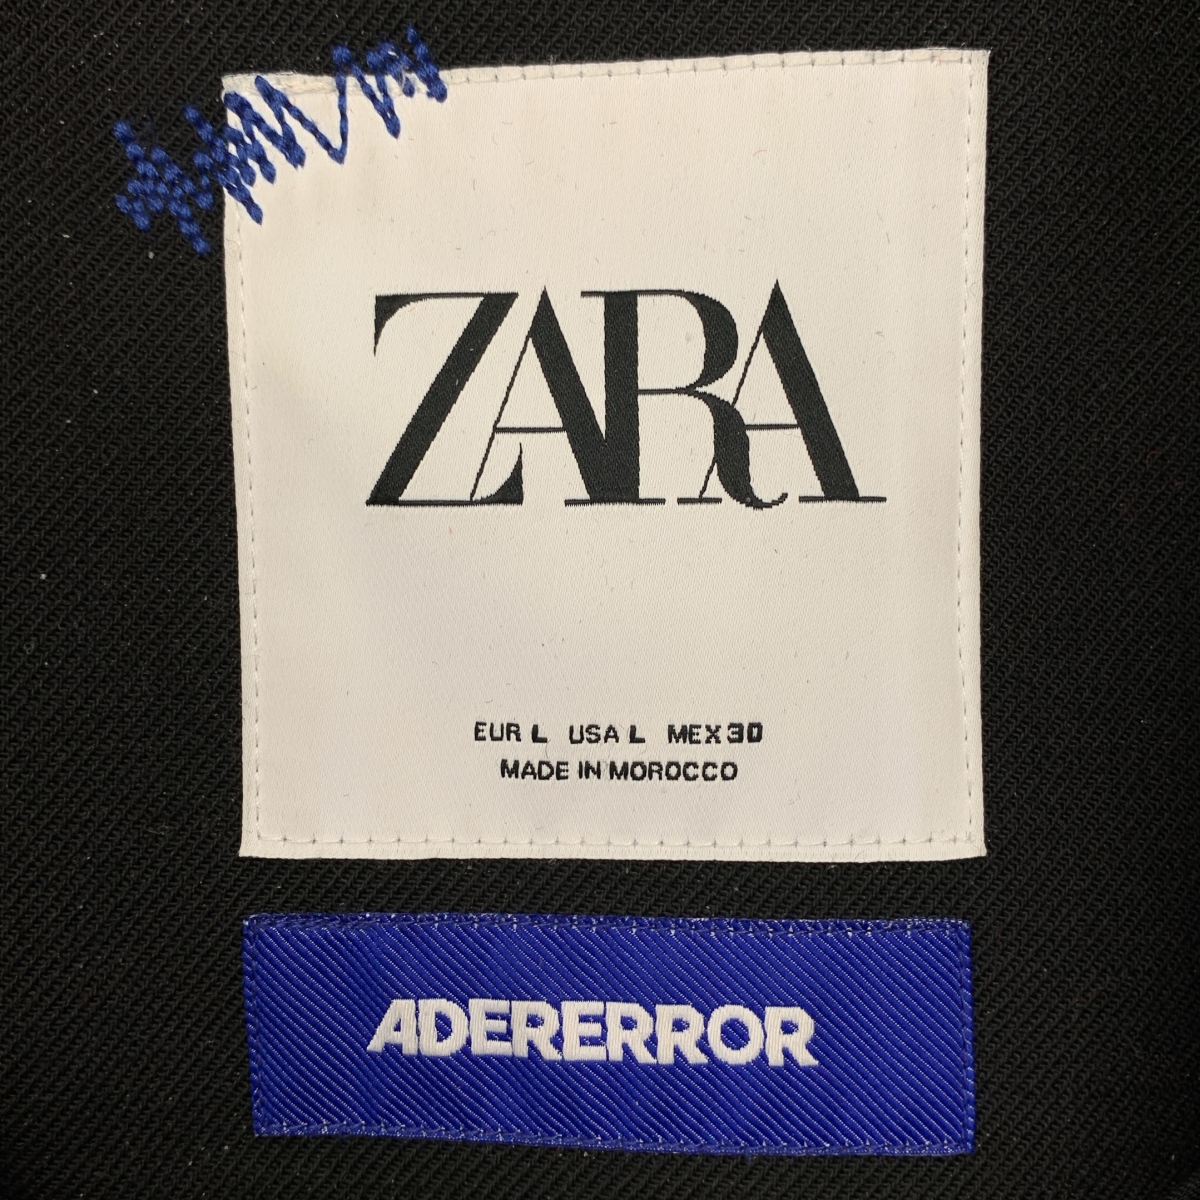 ZARA
EUR L USA L MEX 30
MADE IN MOROCCO
ADERERROR